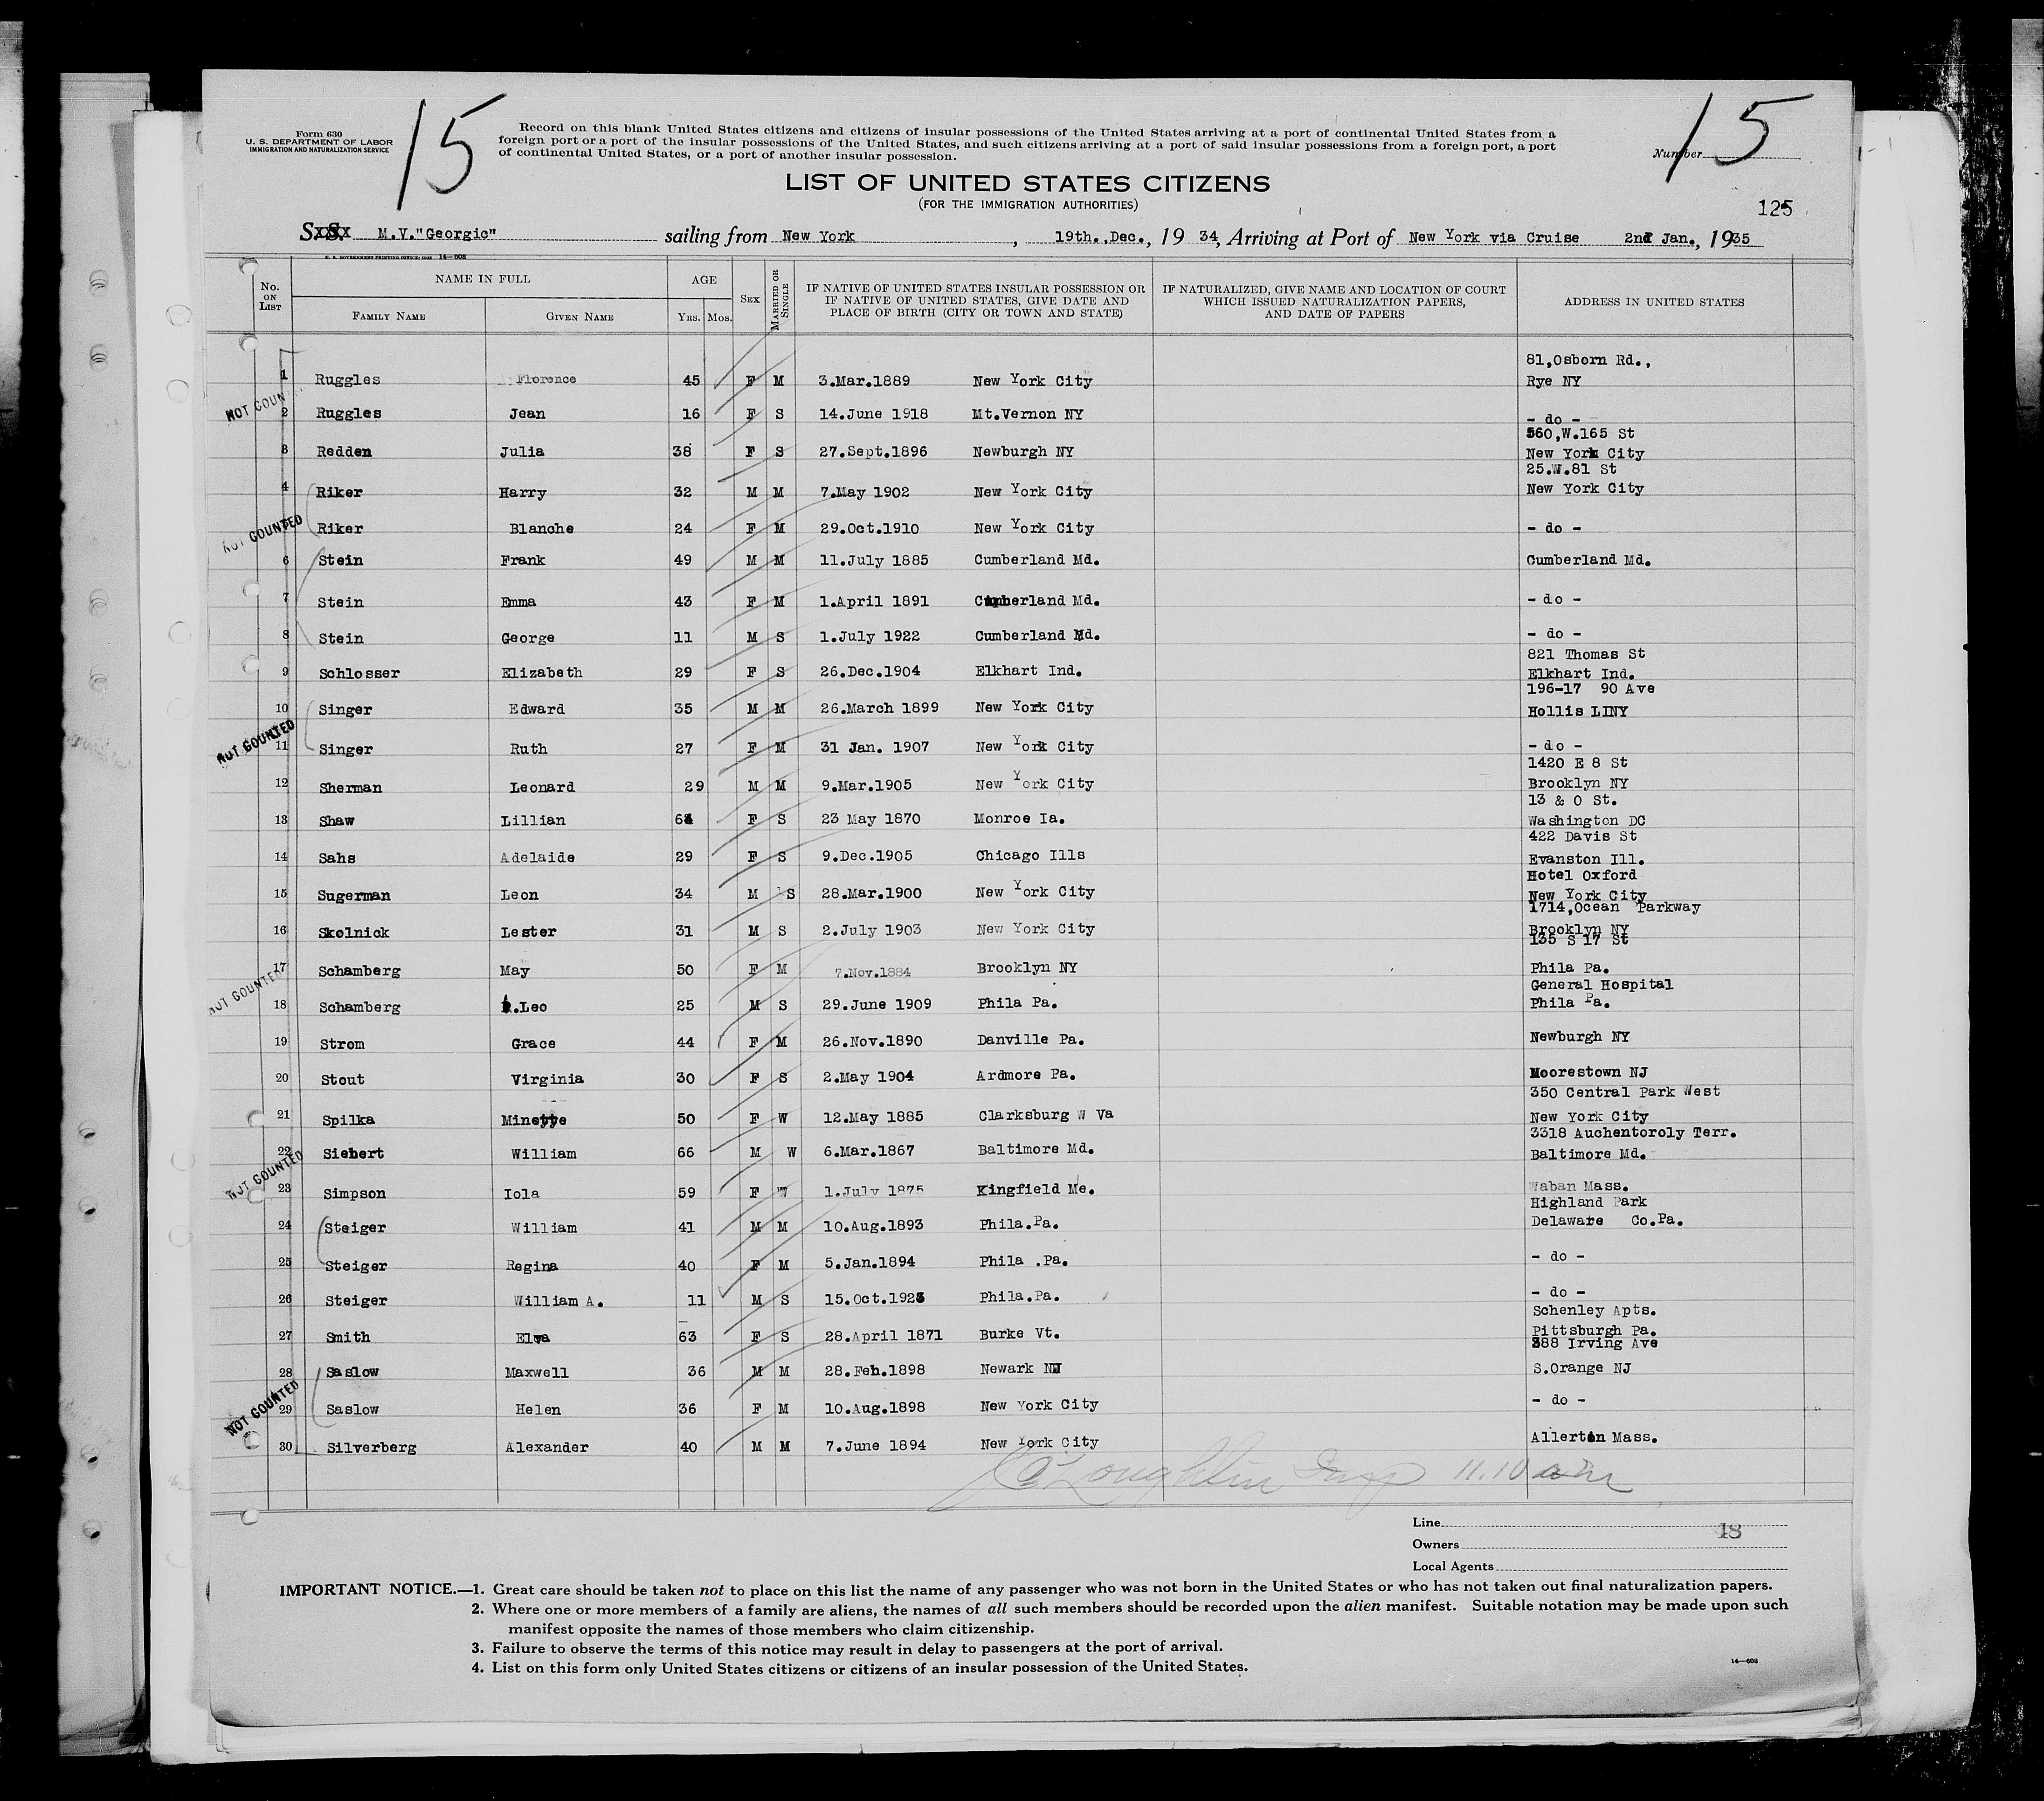 15
15
Form 630
U. S. DEPARTMENT OF LABOR
IMMIGRATION AND NATURALIZATION SERVICE
Record on this blank United States citizens and citizens of insular possessions of the United States arriving at a port of continental United States from a
foreign port or a port of the insular possessions of the United States, and such citizens arriving at a port of said insular possessions from a foreign port, a port
of continental United States, or a port of another insular possession.
Number
LIST OF UNITED STATES CITIZENS
(FOR THE IMMIGRATION AUTHORITIES)
125
S.S. M.V."Georgic" sailing from New York, 19th.,Dec., 19 34, Arriving at Port of New York via Cruise 2nd Jan., 1935
U. S. GOVERNMENT PRINTING OFFICE: 1933 14—608
No. ON LIST NAME IN FULL AGE SEX MARRIED OR SINGLE IF NATIVE OF UNITED STATES INSULAR POSSESSION OR IF NATIVE OF UNITED STATES, GIVE DATE AND PLACE OF BIRTH (CITY OR TOWN AND STATE) IF NATURALIZED, GIVE NAME AND LOCATION OF COURT WHICH ISSUED NATURALIZATION PAPERS, AND DATE OF PAPERS ADDRESS IN UNITED STATES
FAMILY NAME GIVEN NAME YRS. MOS.
81,Osborn Rd.,
1 Ruggles Florence 45 F M 3.Mar.1889 New York City Rye NY
NOT COUN
2 Ruggles Jean 16 F S 14.June 1918 Mt.Vernon NY - do -
560,W.165 St
3 Redden Julia 38 F S 27.Sept.1896 Newburgh NY New York City
25.W.81 St
4 Riker Harry 32 M M 7.May 1902 New York City New York City
NOT COUNTED
Riker Blanche 24 F M 29.Oct.1910 New York City - do -
6 Stein Frank 49 M M 11.July 1885 Cumberland Md. Cumberland Md.
7 Stein Emma 43 F M 1.April 1891 Cumberland Md. - do -
8 Stein George 11 M S 1.July 1922 Cumberland Md. - do -
821 Thomas St
9 Schlosser Elizabeth 29 F S 26.Dec.1904 Elkhart Ind. Elkhart Ind.
196-17 90 Ave
10 Singer Edward 35 M M 26.March 1899 New York City Hollis LINY
NOT COUNTED
11 Singer Ruth 27 F M 31 Jan. 1907 New York City - do -
1420 E 8 St
12 Sherman Leonard 29 M M 9.Mar.1905 New York City Brooklyn NY
13 & O St.
13 Shaw Lillian 64 F S 23 May 1870 Monroe Ia. Washington DC
422 Davis St
14 Sahs Adelaide 29 F S 9.Dec.1905 Chicago Ills Evanston Ill.
Hotel Oxford
15 Sugerman Leon 34 M S 28.Mar.1900 New York City New York City
1714,Ocean Parkway
16 Skolnick Lester 31 M S 2.July 1903 New York City Brooklyn NY
135 S 17 St
17 Schamberg May 50 F M 7.Nov.1884 Brooklyn NY Phila Pa.
NOT COUNTED
General Hospital
18 Schamberg .Leo 25 M S 29.June 1909 Phila Pa. Phila Pa.
19 Strom Grace 44 F M 26.Nov.1890 Danville Pa. Newburgh NY
20 Stout Virginia 30 F S 2.May 1904 Ardmore Pa. Moorestown NJ
350 Central Park West
21 Spilka Minette 50 F W 12.May 1885 Clarksburg W Va New York City
3318 Auchentoroly Terr.
22 Siebert William 66 M W 6.Mar.1867 Baltimore Md. Baltimore Md.
NOT COUNTED
23 Simpson Iola 59 F W 1.July 1875 Kingfield Me. Waban Mass.
Highland Park
24 Steiger William 41 M M 10.Aug.1893 Phila.Pa. Delaware Co.Pa.
25 Steiger Regina 40 F M 5.Jan.1894 Phila .Pa. - do -
26 Steiger William A. 11 M S 15.Oct.1923 Phila.Pa. - do -
Schenley Apts.
27 Smith Elva 63 F S 28.April 1871 Burke Vt. Pittsburgh Pa.
388 Irving Ave
28 Saslow Maxwell 36 M M 28.Feb.1898 Newark NJ S.Orange NJ
NOT COUNTED
29 Saslow Helen 36 F M 10.Aug.1898 New York City - do -
30 Silverberg Alexander 40 M M 7.June 1894 New York City Allerton Mass.
O'Loughlin Insp 11.10 am
Line 18
Owners
Local Agents
IMPORTANT NOTICE.—1. Great care should be taken not to place on this list the name of any passenger who was not born in the United States or who has not taken out final naturalization papers.
2. Where one or more members of a family are aliens, the names of all such members should be recorded upon the alien manifest. Suitable notation may be made upon such
manifest opposite the names of those members who claim citizenship.
3. Failure to observe the terms of this notice may result in delay to passengers at the port of arrival.
4. List on this form only United States citizens or citizens of an insular possession of the United States.
14—608